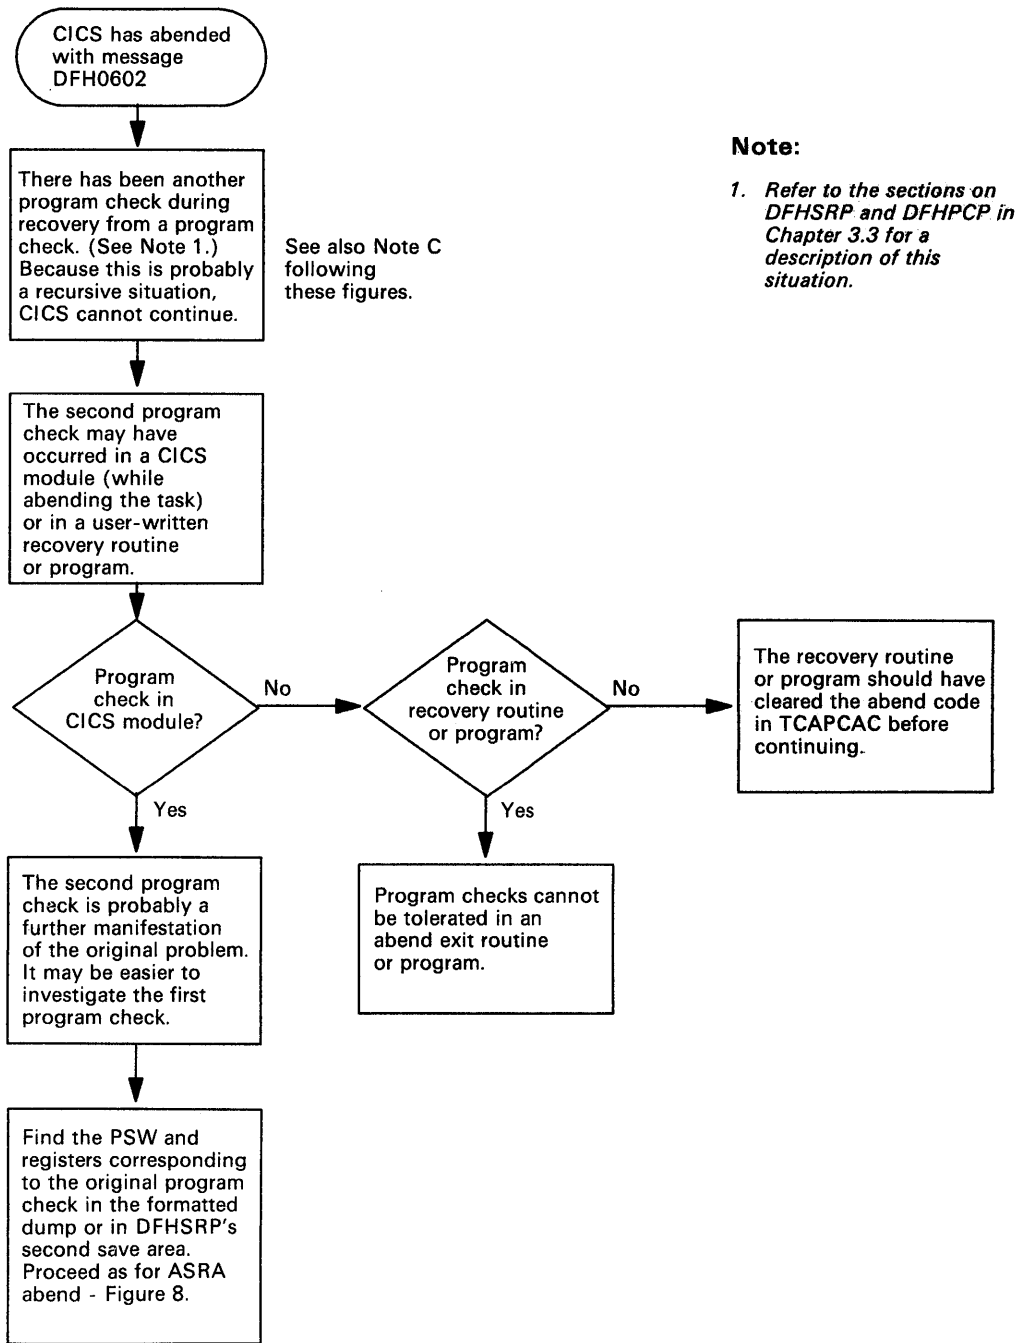 CICS has abended
with message
DFH0602
There has been another
program check during
recovery from a program
check. (See Note 1.)
Because this is probably
a recursive situation,
CICS cannot continue.
See also Note C
following
these figures.
Note:
1. Refer to the sections on
DFHSRP and DFHPCP in
Chapter 3.3 for a
description of this
situation.
The second program
check may have
occurred in a CICS
module (while
abending the task)
or in a user-written
recovery routine
or program.
Program
check in
CICS module?
No
Program
check in
recovery routine
or program?
No
The recovery routine
or program should have
cleared the abend code
in TCAPCAC before
continuing.
Yes
Yes
The second program
check is probably a
further manifestation
of the original problem.
It may be easier to
investigate the first
program check.
Program checks cannot
be tolerated in an
abend exit routine
or program.
Find the PSW and
registers corresponding
to the original program
check in the formatted
dump or in DFHSRP's
second save area.
Proceed as for ASRA
abend - Figure 8.